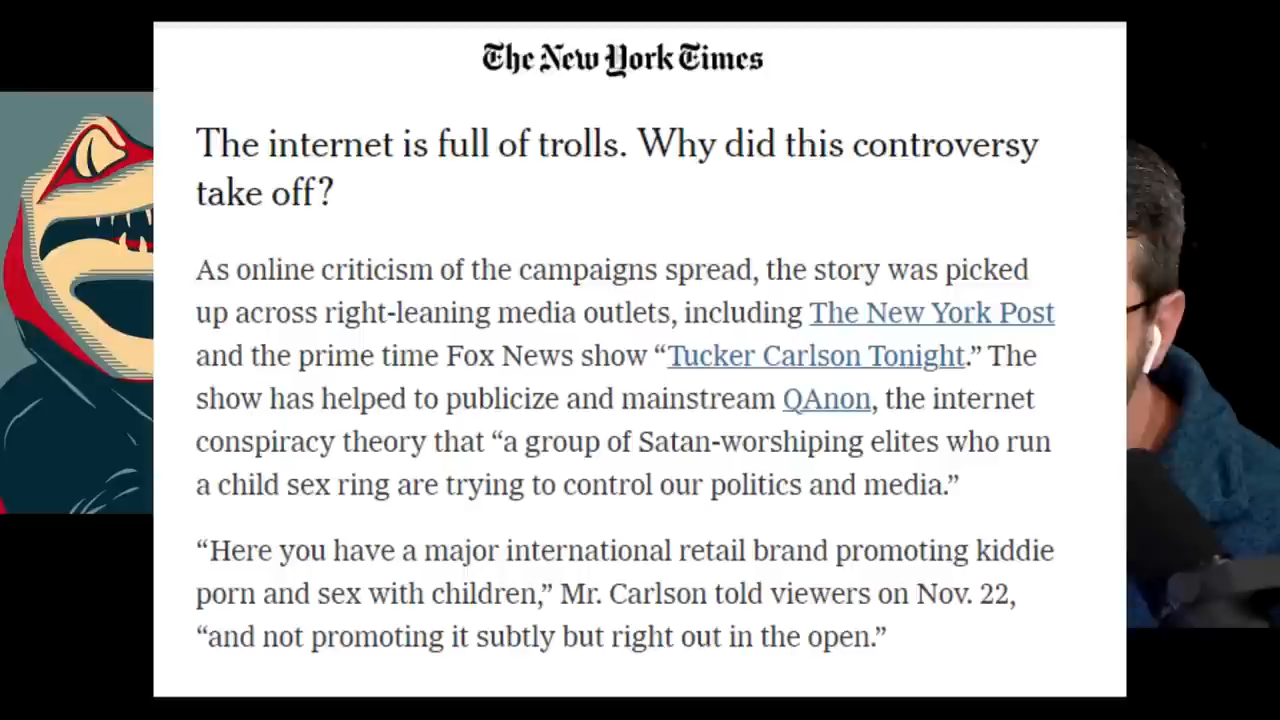 The New York Times
The internet is full of trolls. Why did this controversy
take off?
As online criticism of the campaigns spread, the story was picked
up across right-leaning media outlets, including The New York Post
and the prime time Fox News show “Tucker Carlson Tonight.” The
show has helped to publicize and mainstream QAnon, the internet
conspiracy theory that “a group of Satan-worshiping elites who run
a child sex ring are trying to control our politics and media.”
“Here you have a major international retail brand promoting kiddie
porn and sex with children,” Mr. Carlson told viewers on Nov. 22,
“and not promoting it subtly but right out in the open.”